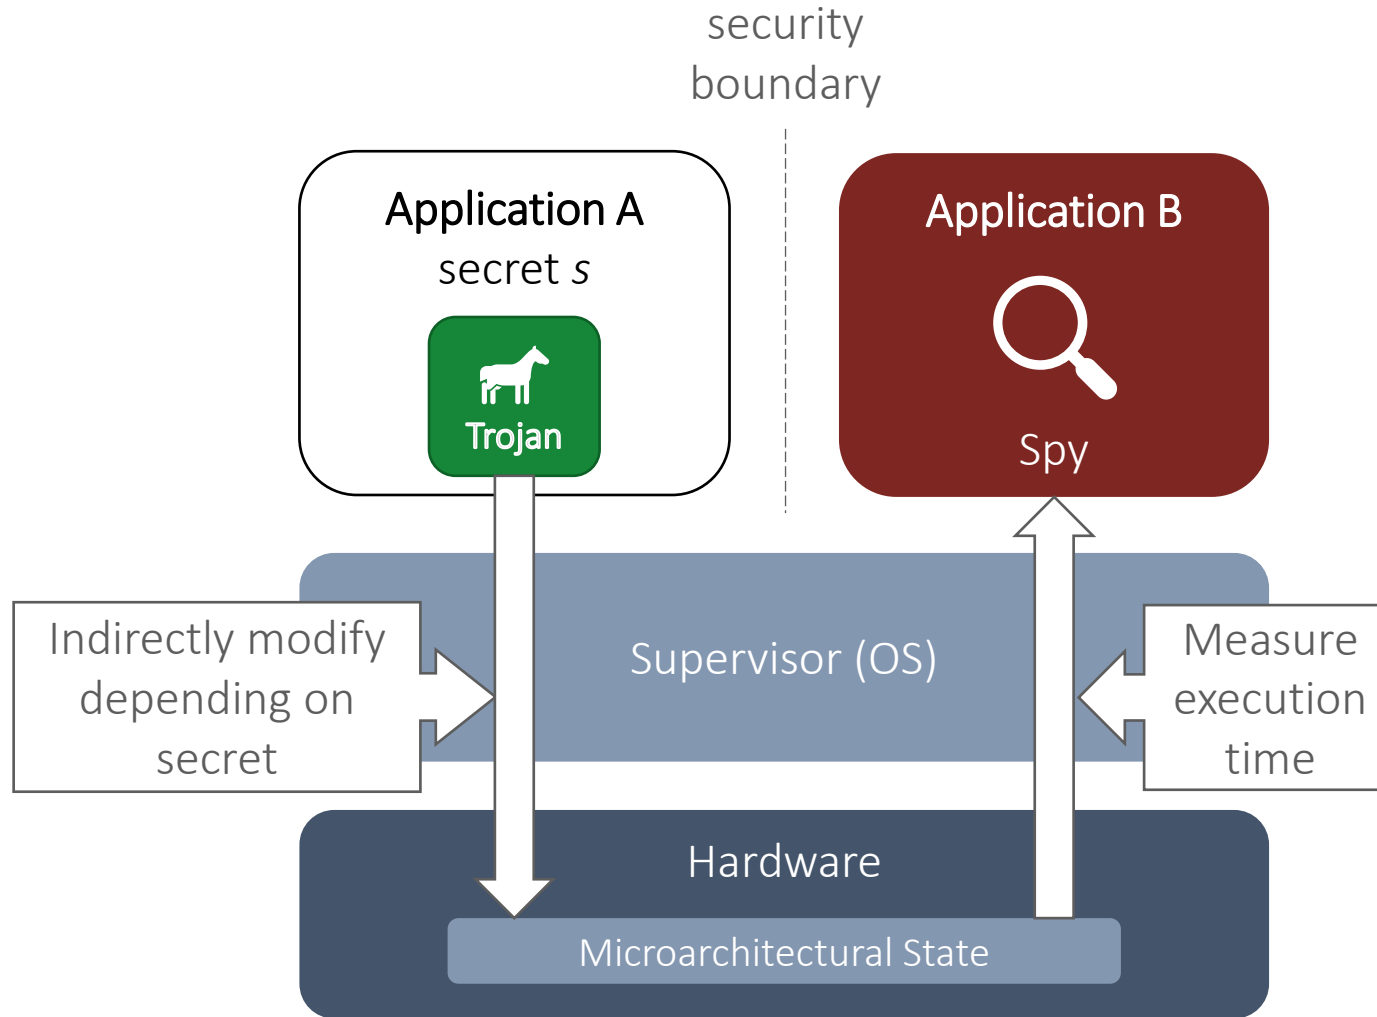 security
boundary
Application A
secret s
Trojan
Application B
Spy
Indirectly modify
depending on
secret
Supervisor (OS)
Measure
execution
time
Hardware
Microarchitectural State